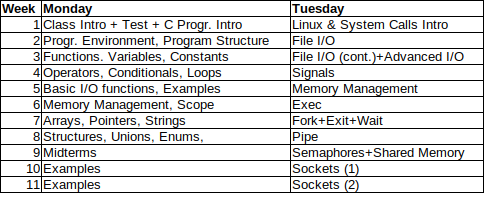 Week Monday Tuesday
1 Class Intro + Test + C Progr. Intro Linux & System Calls Intro
2 Progr. Environment, Program Structure File I/O
3 Functions. Variables, Constants File I/O (cont.)+Advanced I/O
4 Operators, Conditionals, Loops Signals
5 Basic I/O functions, Examples Memory Management
6 Memory Management, Scope Exec
7 Arrays, Pointers, Strings Fork+Exit+Wait
8 Structures, Unions, Enums, Pipe
9 Midterms Semaphores+Shared Memory
10 Examples Sockets (1)
11 Examples Sockets (2)